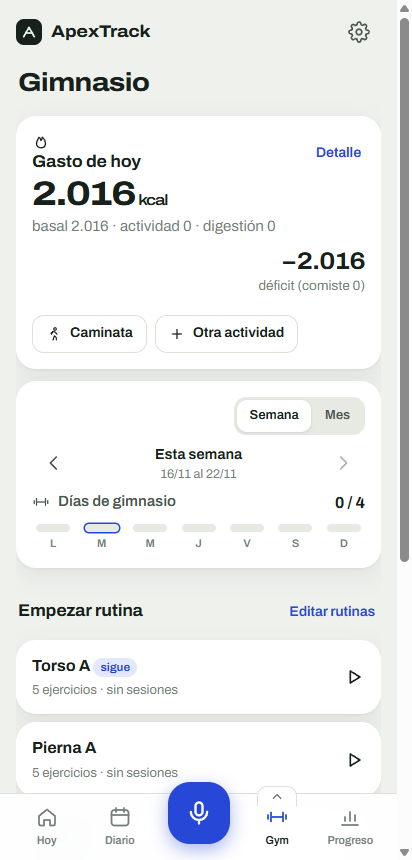 ApexTrack
Gimnasio
Gasto de hoy
Detalle
2.016 kcal
basal 2.016 · actividad 0 · digestión 0
−2.016
déficit (comiste 0)
Caminata
Otra actividad
Semana Mes
Esta semana
16/11 al 22/11
Días de gimnasio 0 / 4
L M M J V S D
Empezar rutina Editar rutinas
Torso A sigue
5 ejercicios · sin sesiones
Pierna A
5 ejercicios · sin sesiones
Hoy Diario Gym Progreso